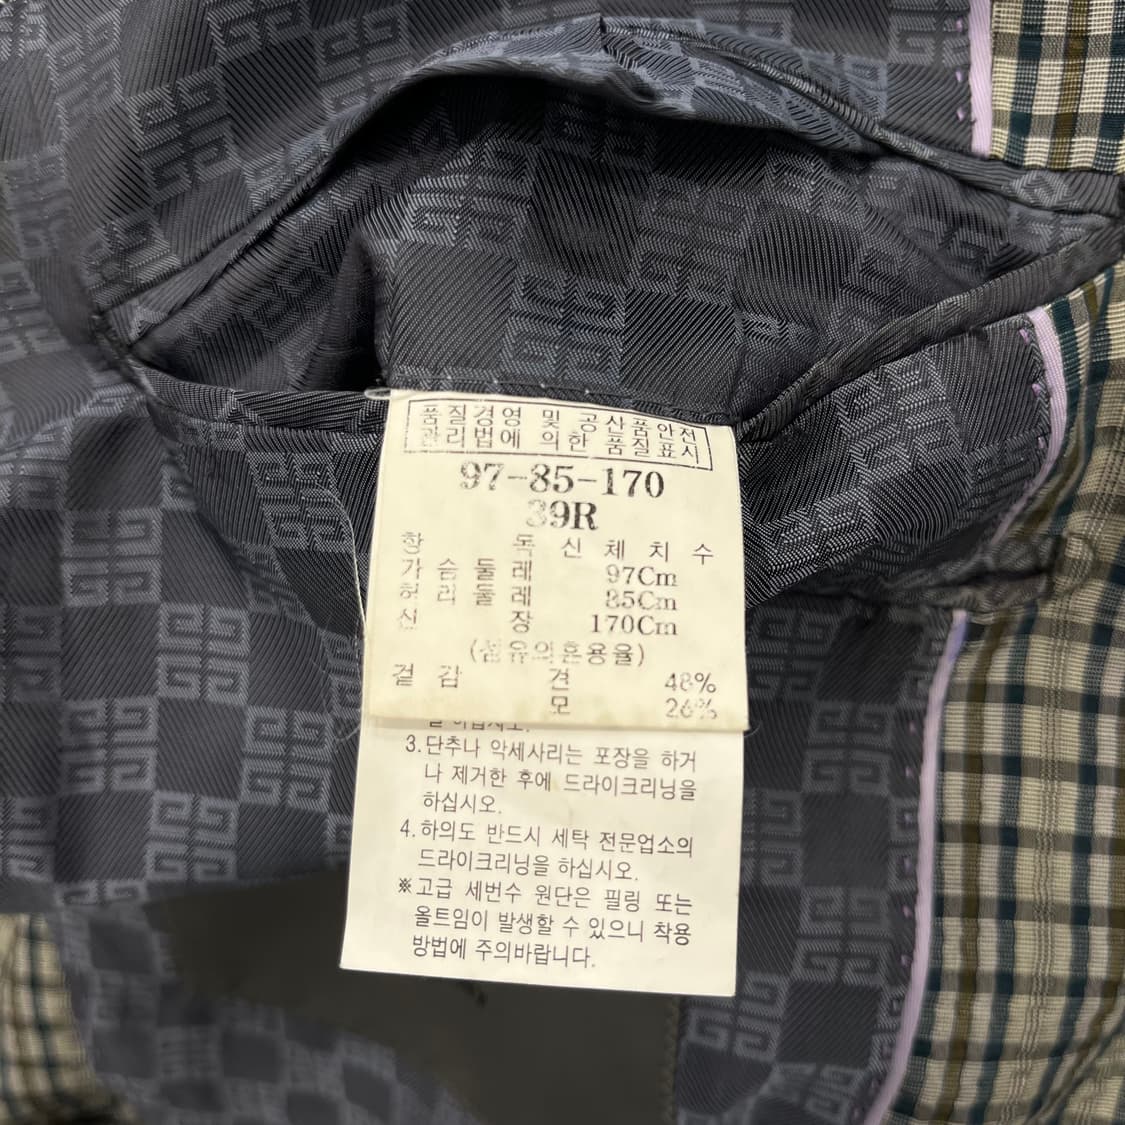 품질경영 및 공산품안전
관리법에 의한 품질표시
97-85-170
39R
항 목 신 체 치 수
가 슴 둘 레 97Cm
허 리 둘 레 85Cm
신 장 170Cm
(섬유의혼용율)
겉 감 견 48%
모 26%
3. 단추나 악세사리는 포장을 하거
나 제거한 후에 드라이크리닝을
하십시오.
4. 하의도 반드시 세탁 전문업소의
드라이크리닝을 하십시오.
※고급 세번수 원단은 필링 또는
올트임이 발생할 수 있으니 착용
방법에 주의바랍니다.